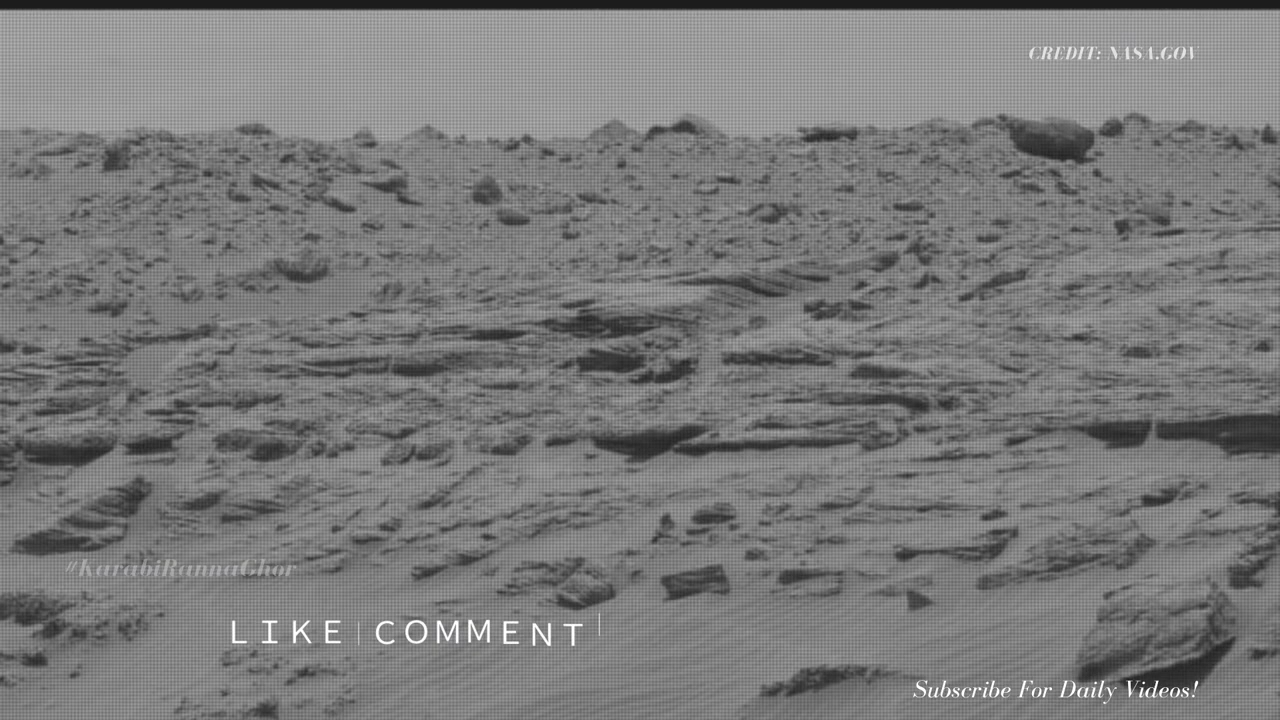 CREDIT: NASA.GOV
#KarabiRannaGhor
LIKE | COMMENT |
Subscribe For Daily Videos!